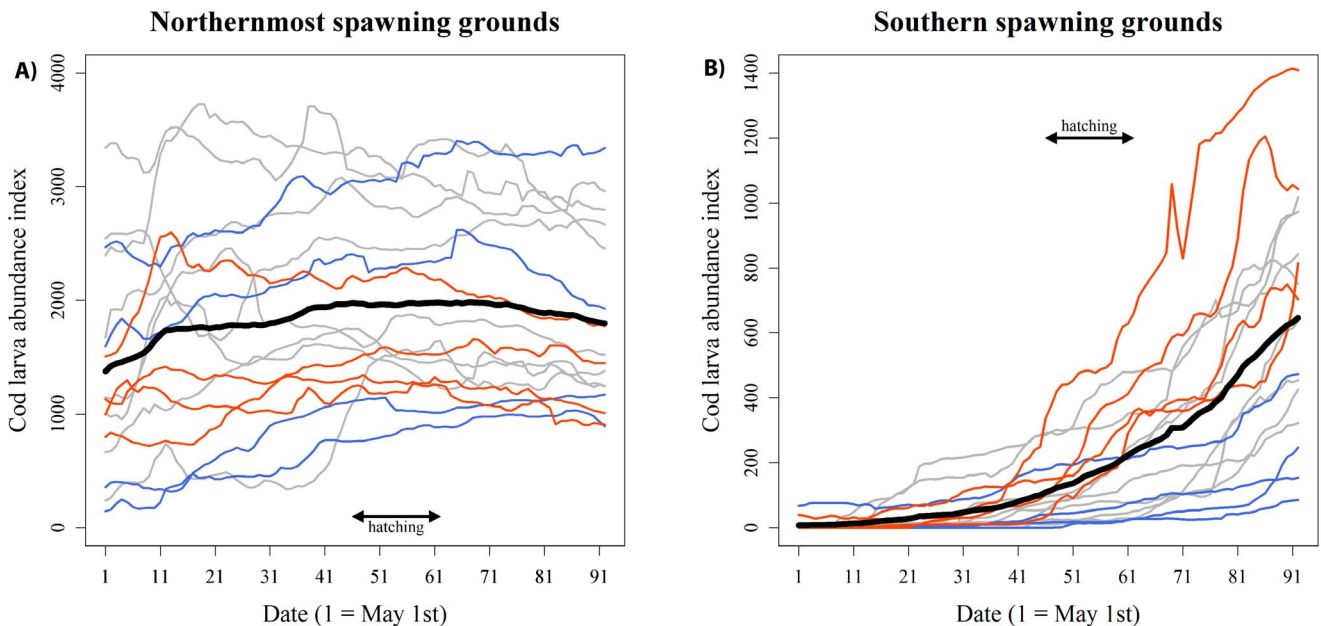 Northernmost spawning grounds
A)
Cod larva abundance index
4000
3000
2000
1000
0
hatching
1 11 21 31 41 51 61 71 81 91
Date (1 = May 1st)
Southern spawning grounds
B)
Cod larva abundance index
1400
1200
1000
800
600
400
200
0
hatching
1 11 21 31 41 51 61 71 81 91
Date (1 = May 1st)